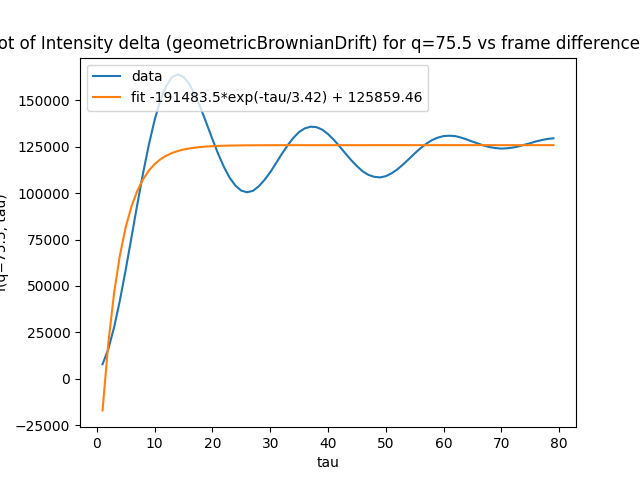 ot of Intensity delta (geometricBrownianDrift) for q=75.5 vs frame difference
data
fit -191483.5*exp(-tau/3.42) + 125859.46
150000
125000
100000
75000
50000
25000
0
-25000
0 10 20 30 40 50 60 70 80
tau